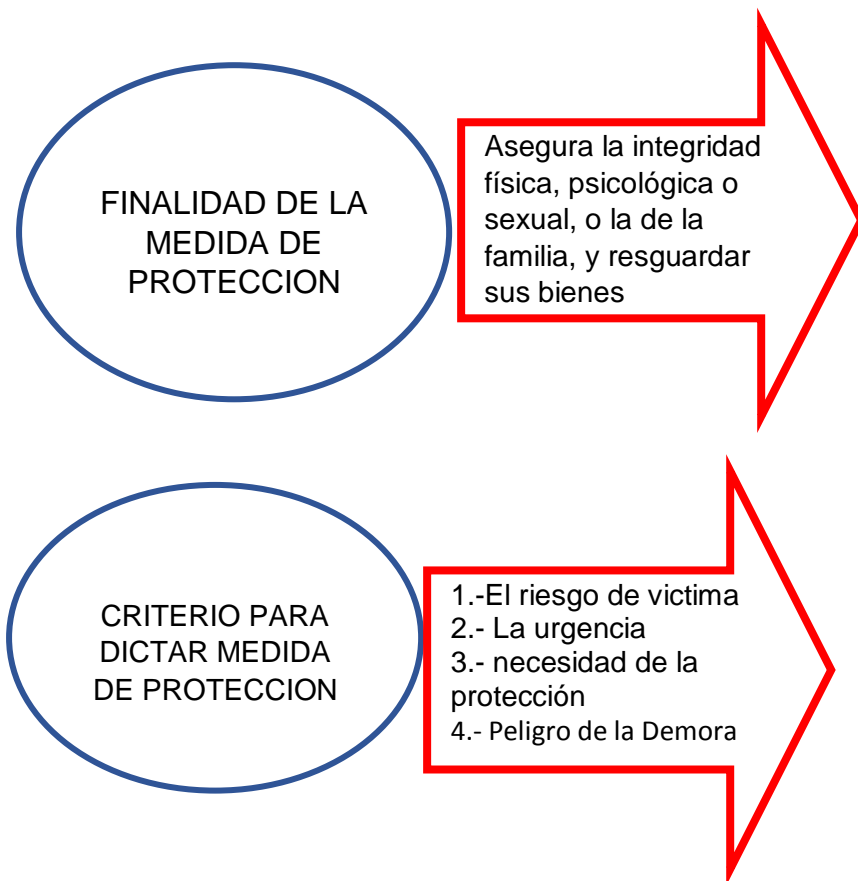 FINALIDAD DE LA
MEDIDA DE
PROTECCION
Asegura la integridad
física, psicológica o
sexual, o la de la
familia, y resguardar
sus bienes
CRITERIO PARA
DICTAR MEDIDA
DE PROTECCION
1.-El riesgo de victima
2.- La urgencia
3.- necesidad de la
protección
4.- Peligro de la Demora